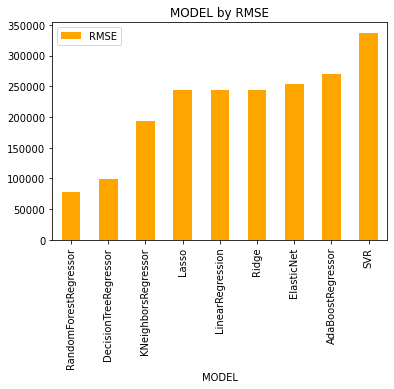 MODEL by RMSE
RMSE
350000
300000
250000
200000
150000
100000
50000
0
RandomForestRegressor
DecisionTreeRegressor
KNeighborsRegressor
Lasso
LinearRegression
Ridge
ElasticNet
AdaBoostRegressor
SVR
MODEL